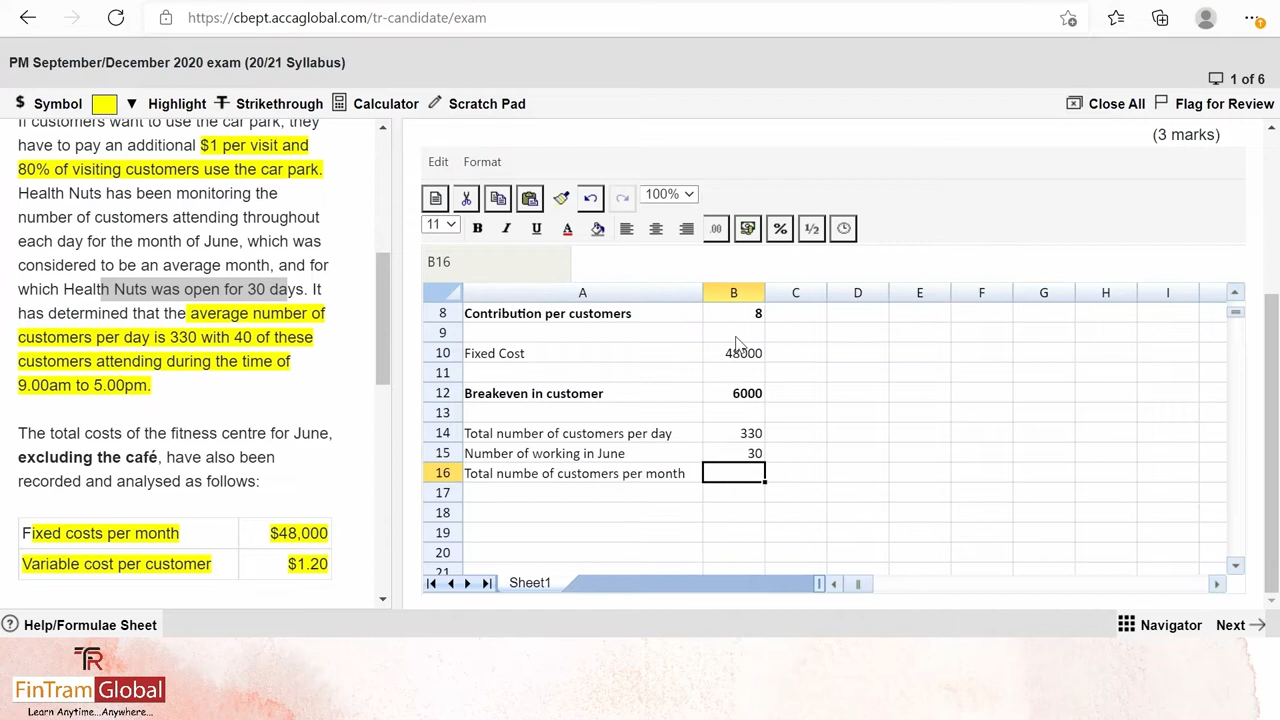 https://cbept.accaglobal.com/tr-candidate/exam
PM September/December 2020 exam (20/21 Syllabus)
1 of 6
$ Symbol
Highlight
Strikethrough
Calculator
Scratch Pad
Close All
Flag for Review
If customers want to use the car park, they
have to pay an additional $1 per visit and
80% of visiting customers use the car park.
Health Nuts has been monitoring the
number of customers attending throughout
each day for the month of June, which was
considered to be an average month, and for
which Health Nuts was open for 30 days. It
has determined that the average number of
customers per day is 330 with 40 of these
customers attending during the time of
9.00am to 5.00pm.
The total costs of the fitness centre for June,
excluding the café, have also been
recorded and analysed as follows:
Fixed costs per month $48,000
Variable cost per customer $1.20
(3 marks)
Edit Format
100%
11 B I U A .00 % 1/2
B16
A B C D E F G H I
8 Contribution per customers 8
9
10 Fixed Cost 48000
11
12 Breakeven in customer 6000
13
14 Total number of customers per day 330
15 Number of working in June 30
16 Total numbe of customers per month
17
18
19
20
21
Sheet1
Help/Formulae Sheet
Navigator
Next
FinTram Global
Learn Anytime...Anywhere...